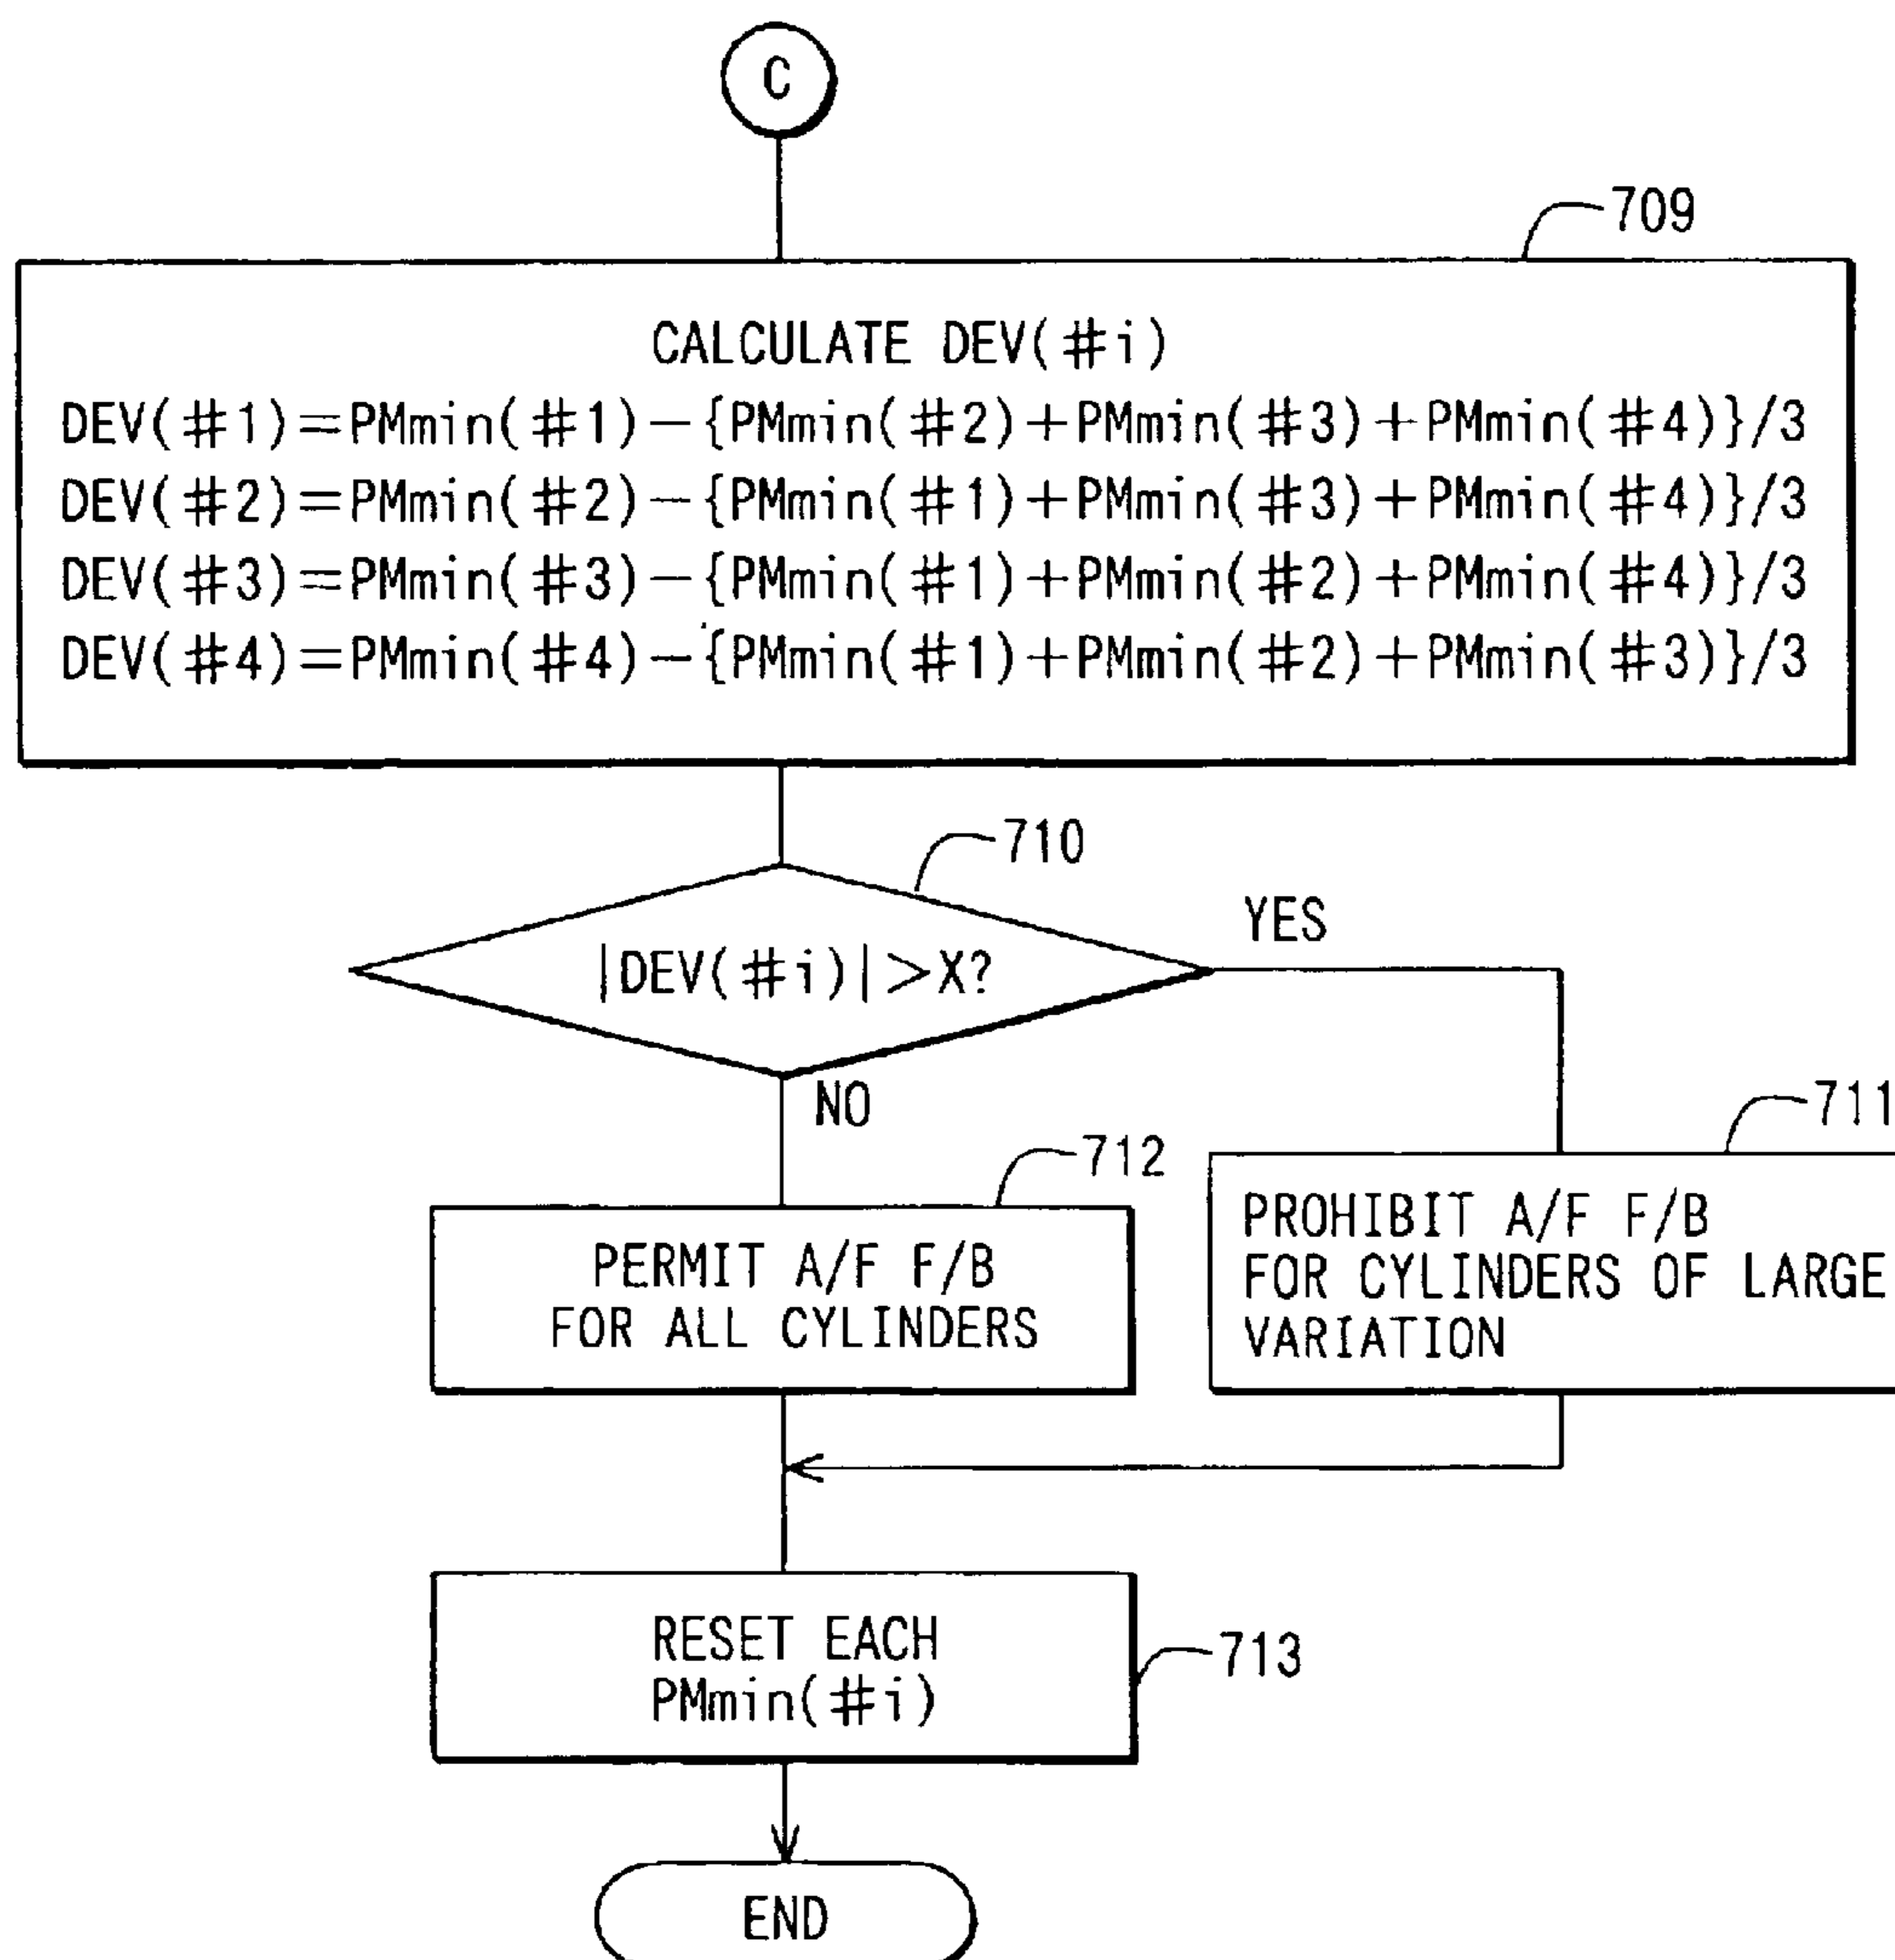 C
709
CALCULATE DEV(#i)
DEV(#1)=PMmin(#1)−{PMmin(#2)+PMmin(#3)+PMmin(#4)}/3
DEV(#2)=PMmin(#2)−{PMmin(#1)+PMmin(#3)+PMmin(#4)}/3
DEV(#3)=PMmin(#3)−{PMmin(#1)+PMmin(#2)+PMmin(#4)}/3
DEV(#4)=PMmin(#4)−{PMmin(#1)+PMmin(#2)+PMmin(#3)}/3
710
YES
|DEV(#i)|>X?
NO
711
712
PROHIBIT A/F F/B
FOR CYLINDERS OF LARGE
VARIATION
PERMIT A/F F/B
FOR ALL CYLINDERS
RESET EACH
PMmin(#i)
713
END